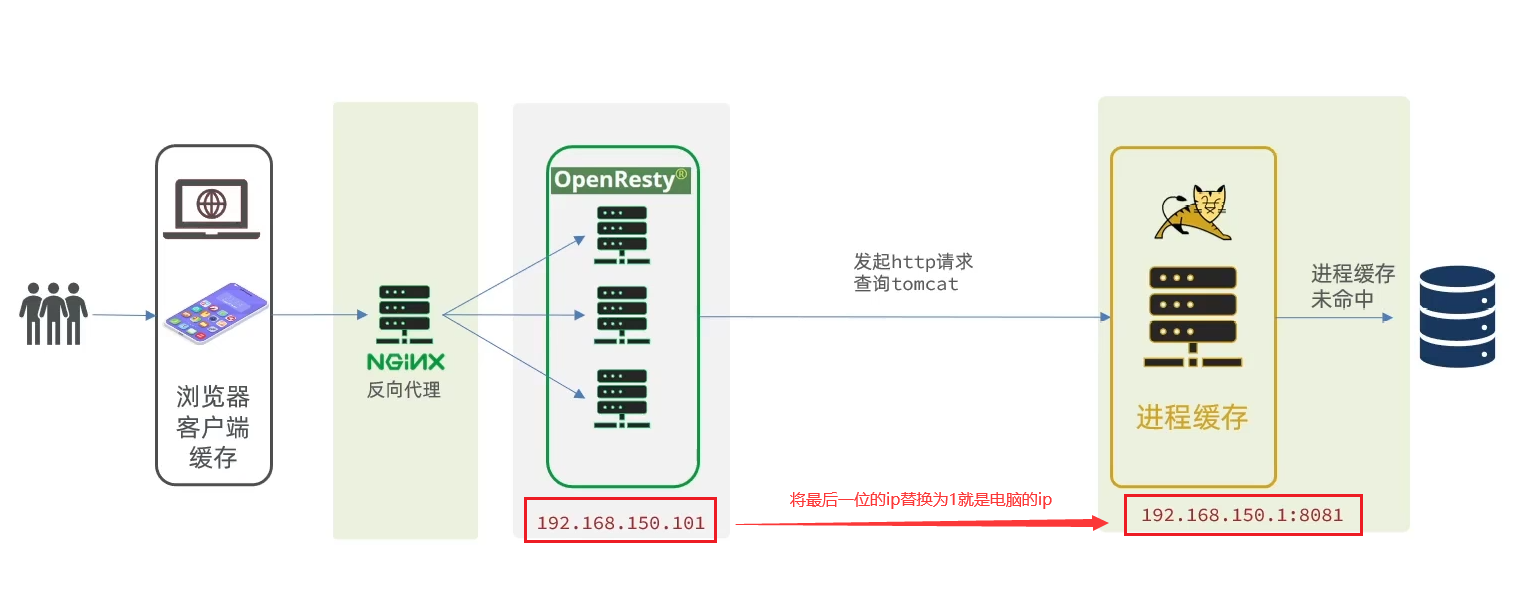 浏览器
客户端
缓存
NGINX
反向代理
OpenResty®
192.168.150.101
发起http请求
查询tomcat
将最后一位的ip替换为1就是电脑的ip
进程缓存
192.168.150.1:8081
进程缓存
未命中